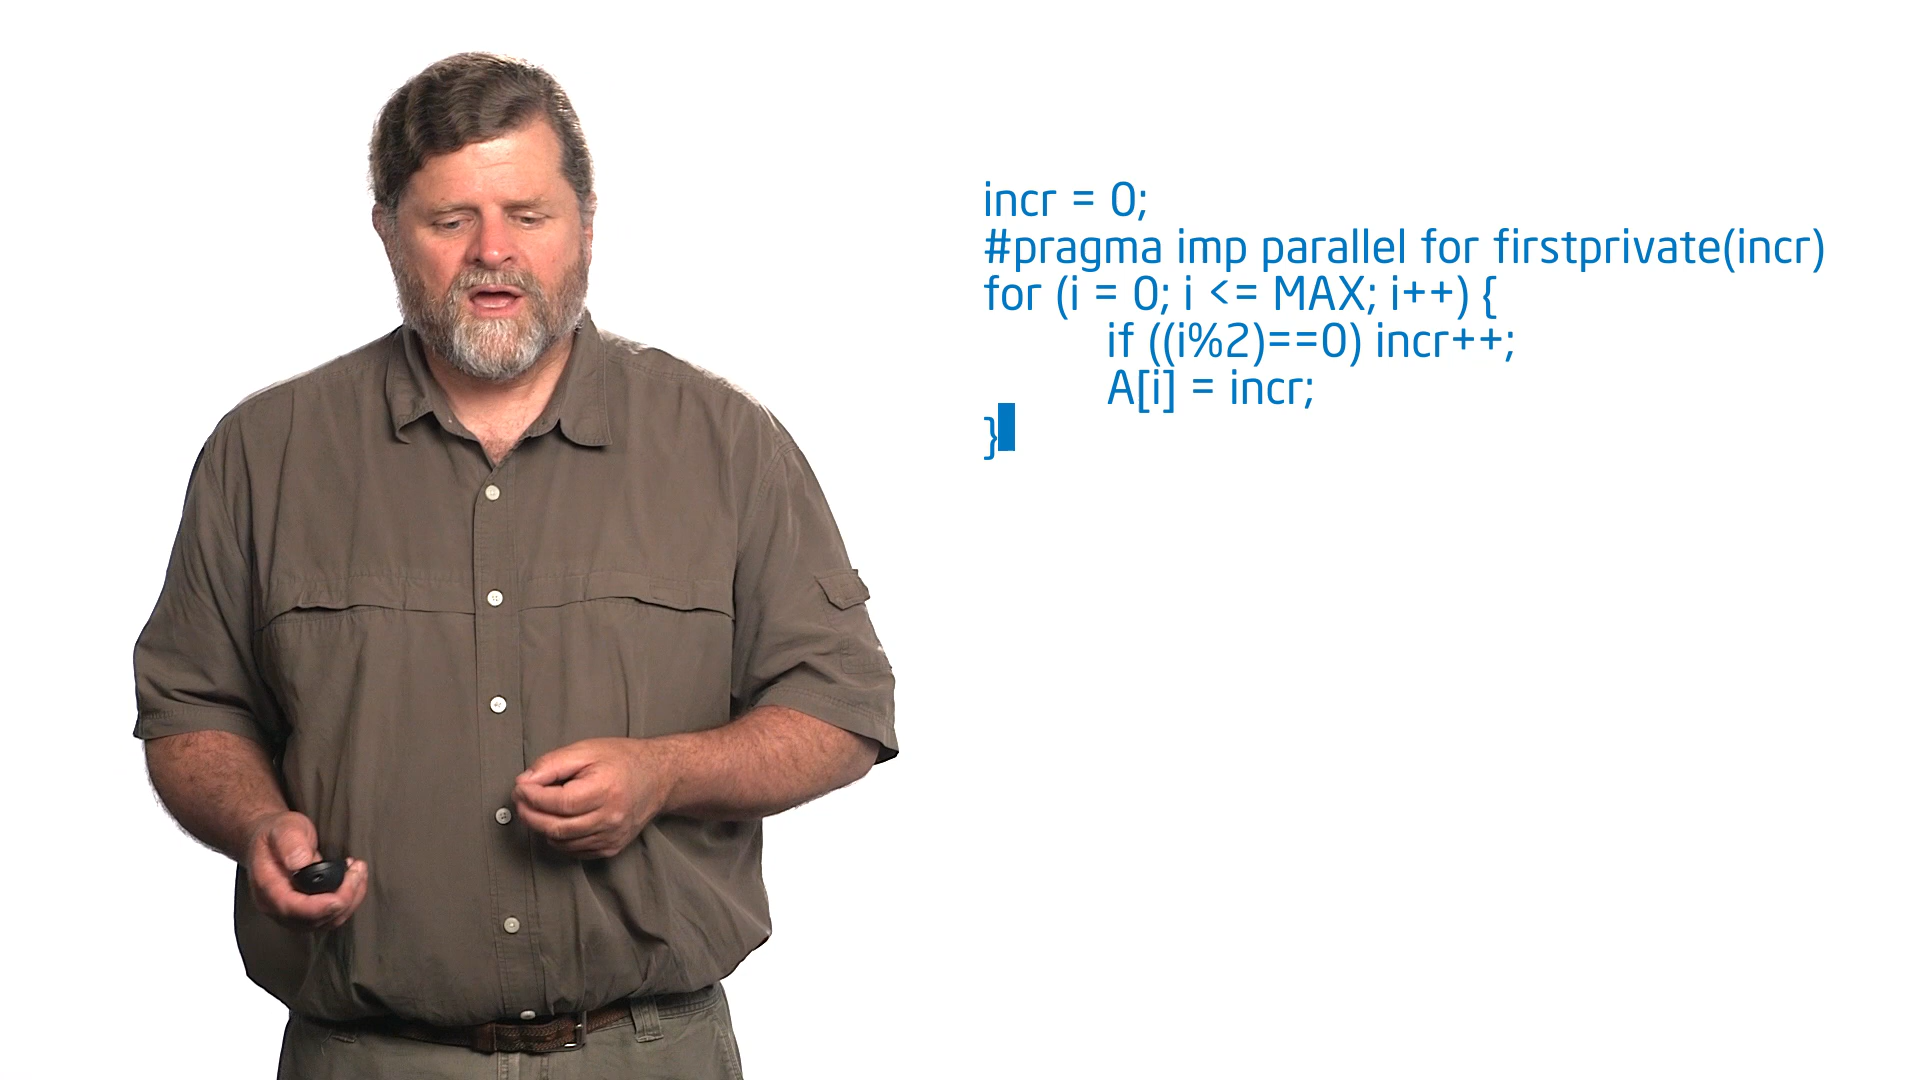 incr = 0;
#pragma imp parallel for firstprivate(incr)
for (i = 0; i <= MAX; i++) {
if ((i%2)==0) incr++;
A[i] = incr;
}